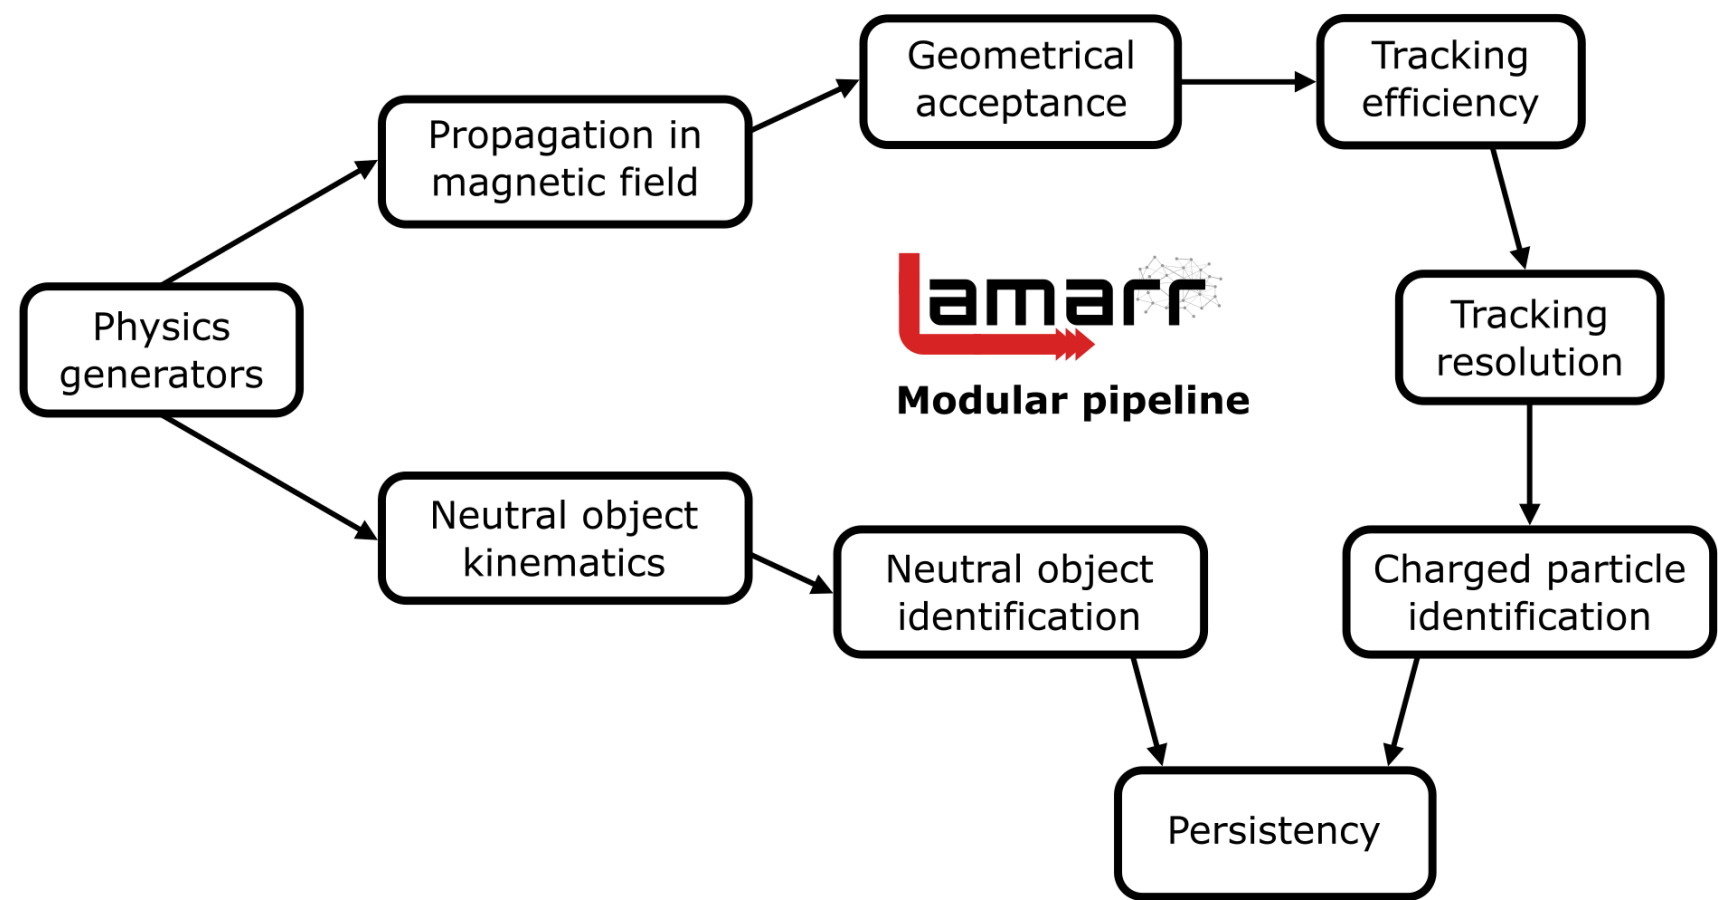 Geometrical
acceptance
Tracking
efficiency
Propagation in
magnetic field
Lamarr
Modular pipeline
Physics
generators
Tracking
resolution
Neutral object
kinematics
Neutral object
identification
Charged particle
identification
Persistency